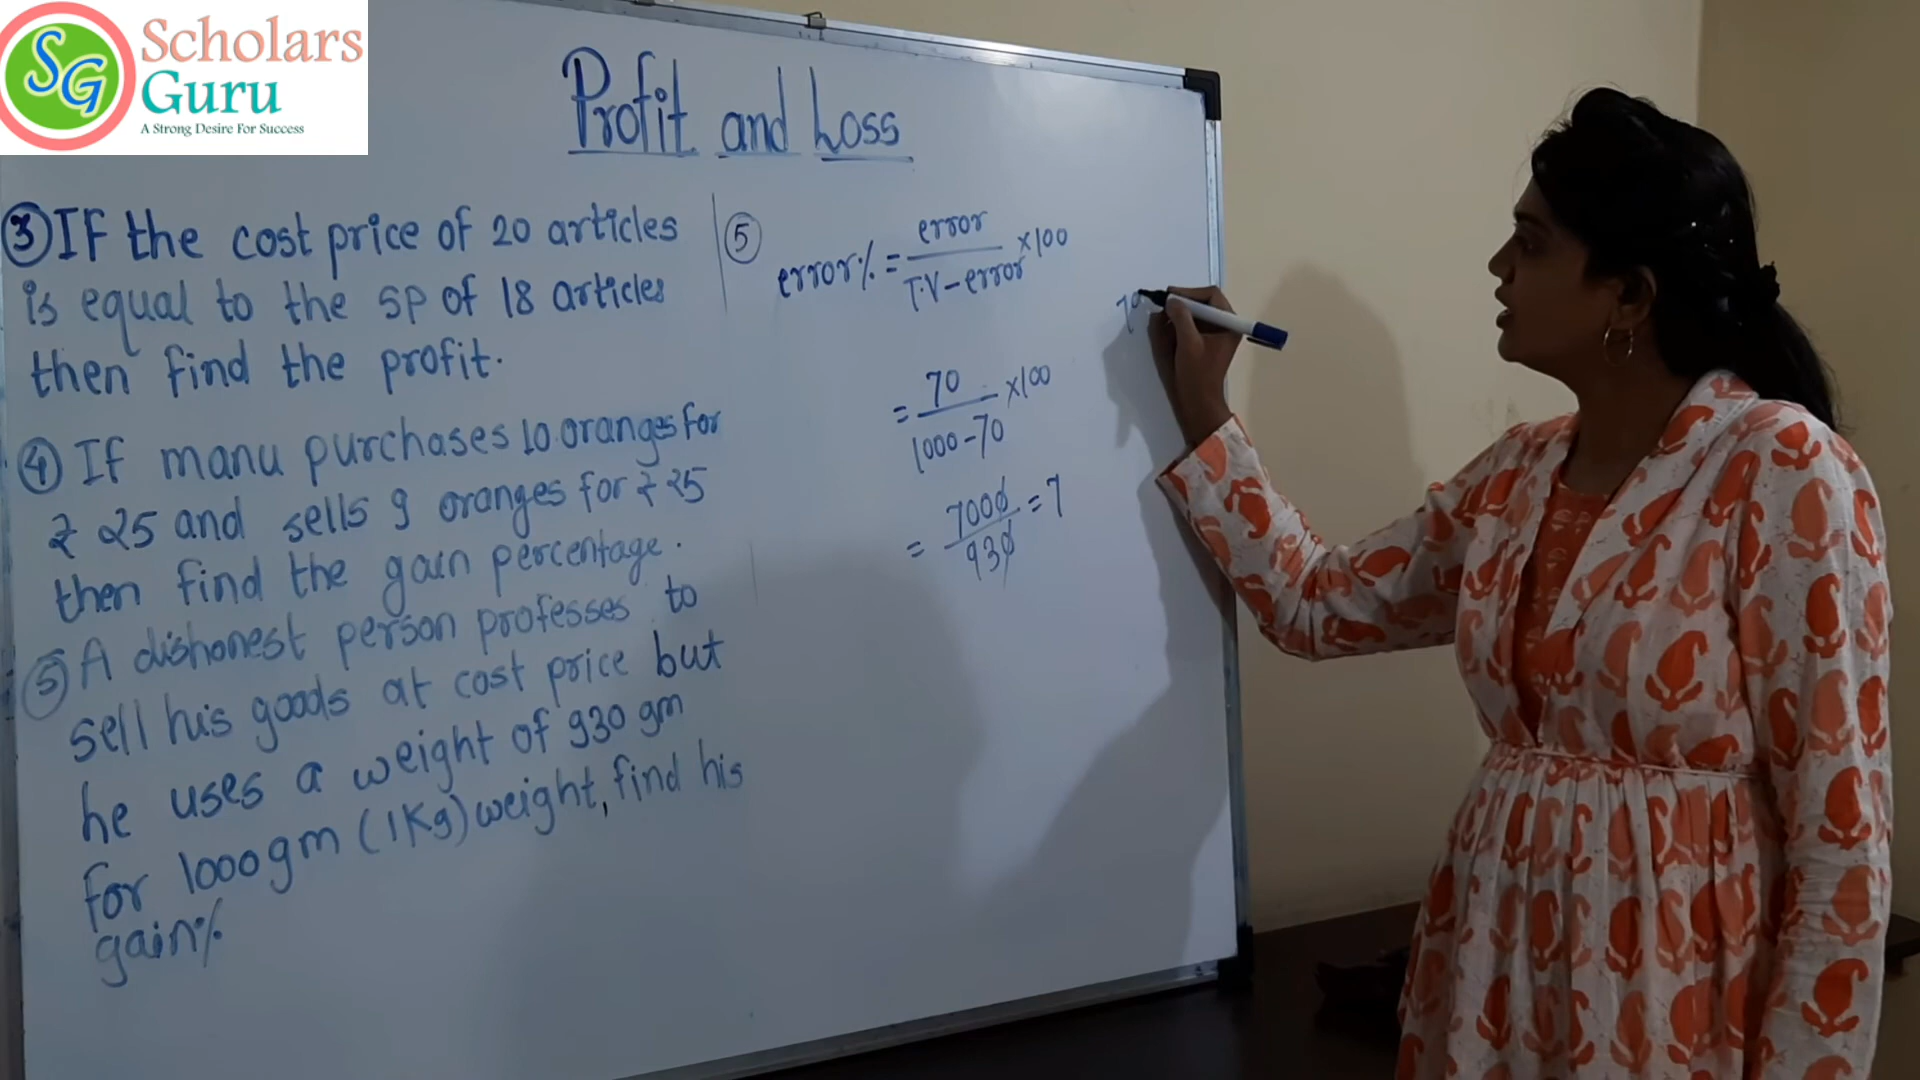 SG
Scholars
Guru
A Strong Desire For Success
Profit and Loss
③ IF the cost price of 20 articles
is equal to the SP of 18 articles
then find the profit.
④ If manu purchases 10 oranges for
₹ 25 and sells 9 oranges for ₹ 25
then find the gain percentage.
⑤ A dishonest person professes to
sell his goods at cost price but
he uses a weight of 930 gm
for 1000gm (1Kg) weight, find his
gain%
⑤
error% = error / T.V - error × 100
= 70 / 1000 - 70 × 100
= 7000 / 930 = 7